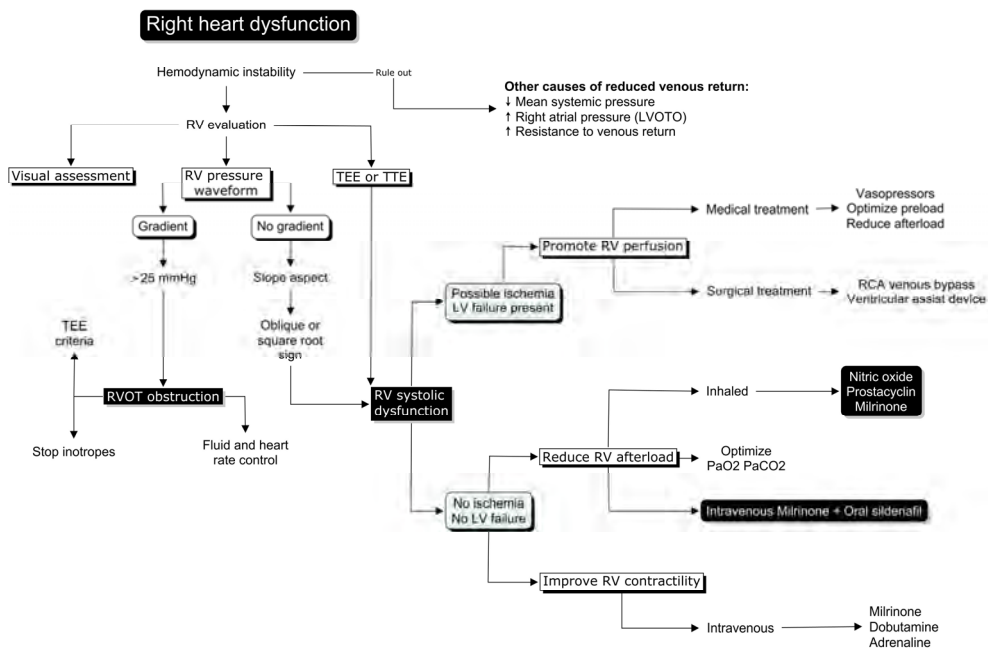 Right heart dysfunction
Hemodynamic instability
Rule out
Other causes of reduced venous return:
↓ Mean systemic pressure
↑ Right atrial pressure (LVOTO)
↑ Resistance to venous return
RV evaluation
Visual assessment
RV pressure
waveform
TEE or TTE
Gradient
No gradient
>25 mmHg
Slope aspect
Oblique or
square root
sign
TEE
criteria
RVOT obstruction
Stop inotropes
Fluid and heart
rate control
RV systolic
dysfunction
Possible ischemia
LV failure present
Promote RV perfusion
Medical treatment
Vasopressors
Optimize preload
Reduce afterload
Surgical treatment
RCA venous bypass
Ventricular assist device
No ischemia
No LV failure
Reduce RV afterload
Inhaled
Nitric oxide
Prostacyclin
Milrinone
Optimize
PaO2 PaCO2
Intravenous Milrinone + Oral sildenafil
Improve RV contractility
Intravenous
Milrinone
Dobutamine
Adrenaline